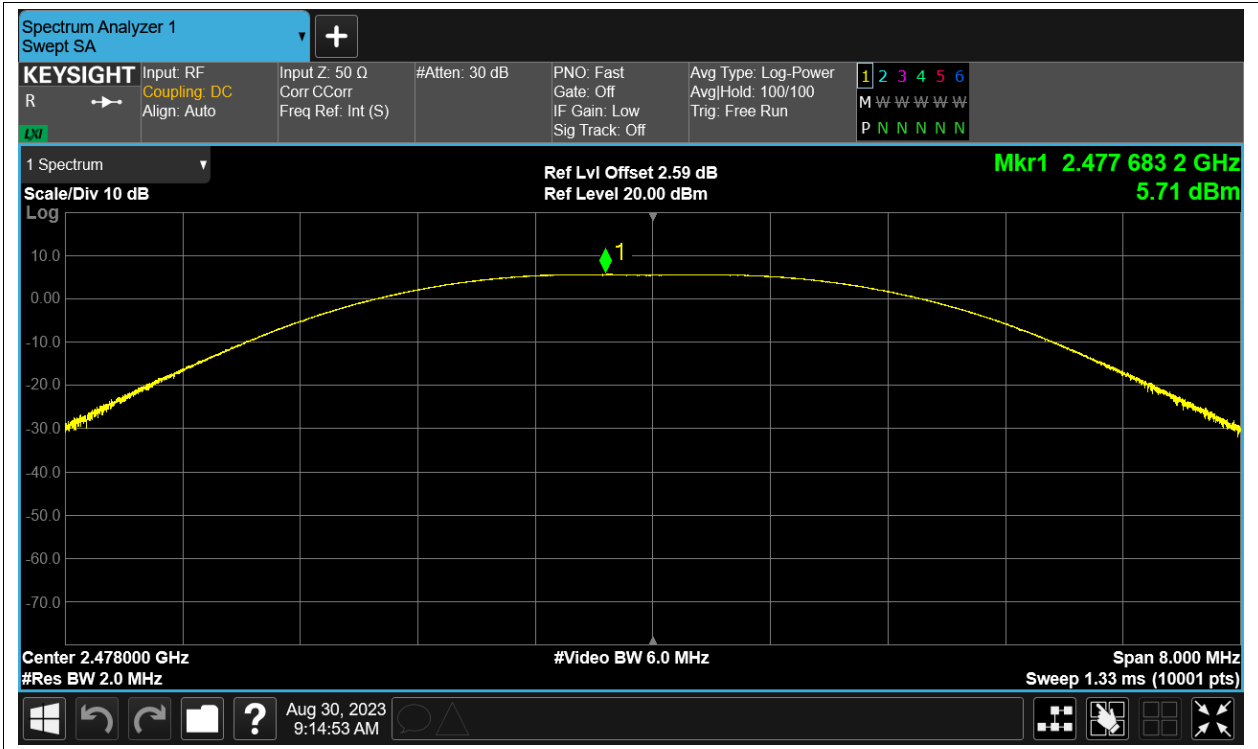 Spectrum Analyzer 1
Swept SA
+
KEYSIGHT
R
LXI
Input: RF
Coupling: DC
Align: Auto
Input Z: 50 Ω
Corr CCorr
Freq Ref: Int (S)
#Atten: 30 dB
PNO: Fast
Gate: Off
IF Gain: Low
Sig Track: Off
Avg Type: Log-Power
Avg|Hold: 100/100
Trig: Free Run
1 2 3 4 5 6
M W W W W W
P N N N N N
1 Spectrum
Scale/Div 10 dB
Log
Ref Lvl Offset 2.59 dB
Ref Level 20.00 dBm
Mkr1 2.477 683 2 GHz
5.71 dBm
1
10.0
0.00
-10.0
-20.0
-30.0
-40.0
-50.0
-60.0
-70.0
Center 2.478000 GHz
#Res BW 2.0 MHz
#Video BW 6.0 MHz
Span 8.000 MHz
Sweep 1.33 ms (10001 pts)
?
Aug 30, 2023
9:14:53 AM